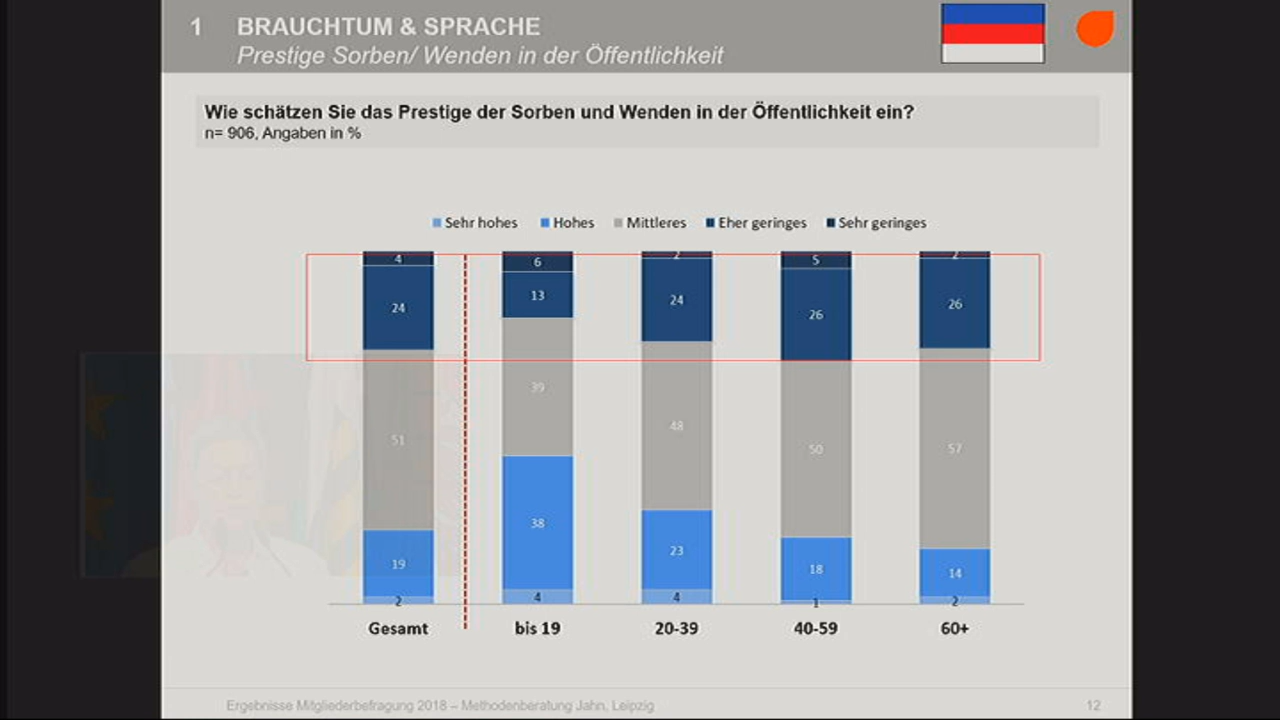 1 BRAUCHTUM & SPRACHE
Prestige Sorben/ Wenden in der Öffentlichkeit
Wie schätzen Sie das Prestige der Sorben und Wenden in der Öffentlichkeit ein?
n= 906, Angaben in %
Sehr hohes Hohes Mittleres Eher geringes Sehr geringes
4 6 2 5 2
24 13 24 26 26
51 39 48 50 57
19 38 23 18 14
2 4 4 1 2
Gesamt bis 19 20-39 40-59 60+
Ergebnisse Mitgliederbefragung 2018 – Methodenberatung Jahn, Leipzig 12